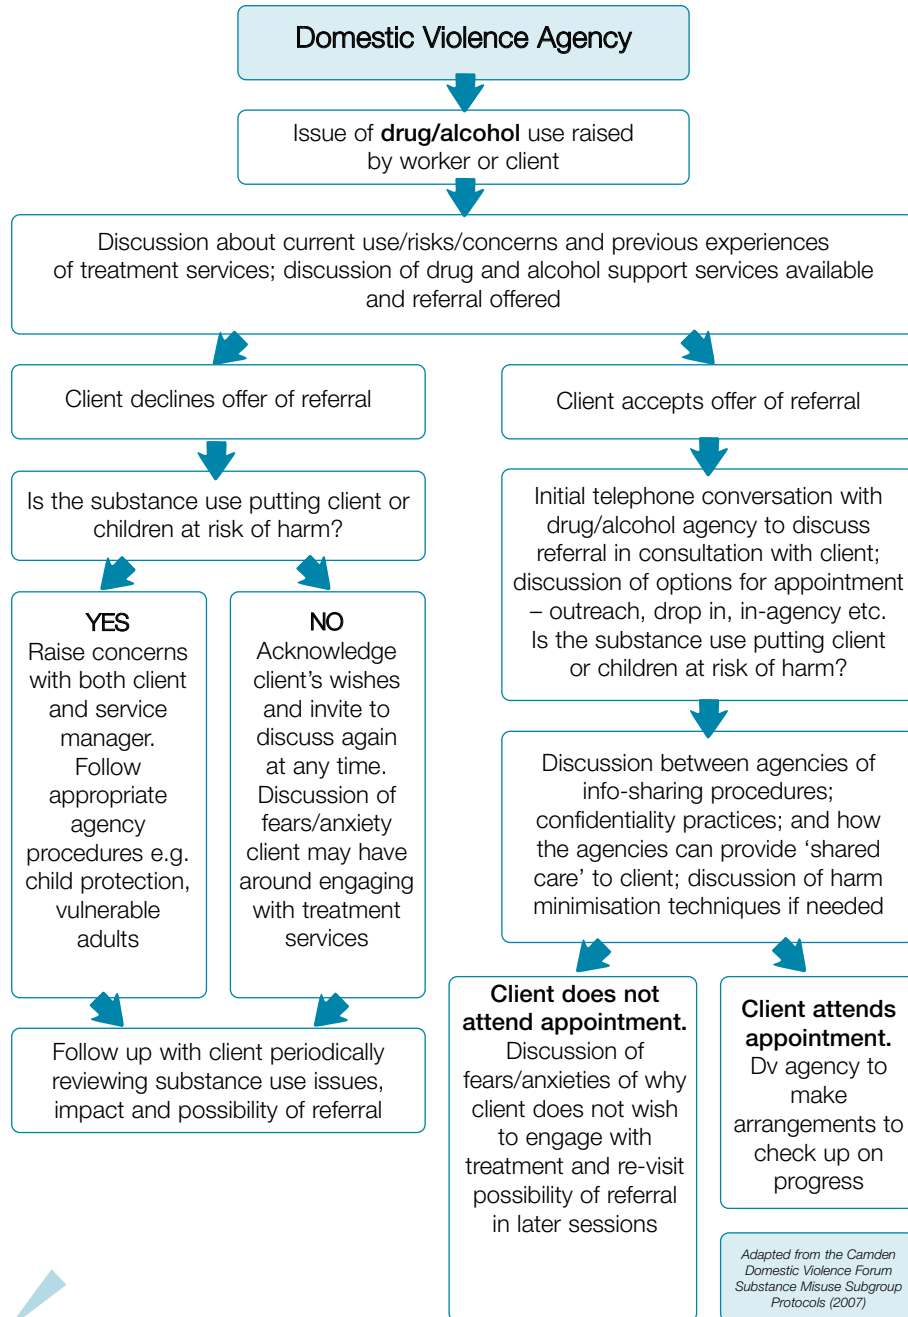 Domestic Violence Agency
Issue of drug/alcohol use raised
by worker or client
Discussion about current use/risks/concerns and previous experiences
of treatment services; discussion of drug and alcohol support services available
and referral offered
Client declines offer of referral
Is the substance use putting client or
children at risk of harm?
YES
Raise concerns
with both client
and service
manager.
Follow
appropriate
agency
procedures e.g.
child protection,
vulnerable
adults
NO
Acknowledge
client’s wishes
and invite to
discuss again
at any time.
Discussion of
fears/anxiety
client may have
around engaging
with treatment
services
Follow up with client periodically
reviewing substance use issues,
impact and possibility of referral
Client accepts offer of referral
Initial telephone conversation with
drug/alcohol agency to discuss
referral in consultation with client;
discussion of options for appointment
– outreach, drop in, in-agency etc.
Is the substance use putting client
or children at risk of harm?
Discussion between agencies of
info-sharing procedures;
confidentiality practices; and how
the agencies can provide ‘shared
care’ to client; discussion of harm
minimisation techniques if needed
Client does not
attend appointment.
Discussion of
fears/anxieties of why
client does not wish
to engage with
treatment and re-visit
possibility of referral
in later sessions
Client attends
appointment.
Dv agency to
make
arrangements to
check up on
progress
Adapted from the Camden
Domestic Violence Forum
Substance Misuse Subgroup
Protocols (2007)